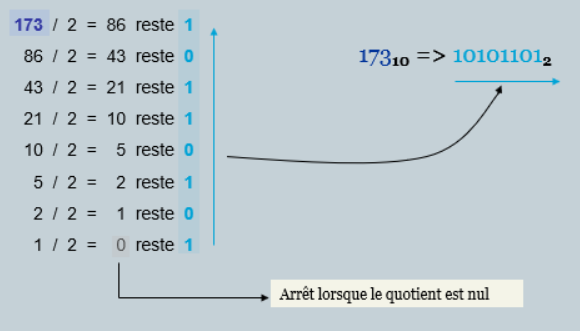 173 / 2 = 86 reste 1
86 / 2 = 43 reste 0
43 / 2 = 21 reste 1
21 / 2 = 10 reste 1
10 / 2 = 5 reste 0
5 / 2 = 2 reste 1
2 / 2 = 1 reste 0
1 / 2 = 0 reste 1
173₁₀ => 10101101₂
Arrêt lorsque le quotient est nul